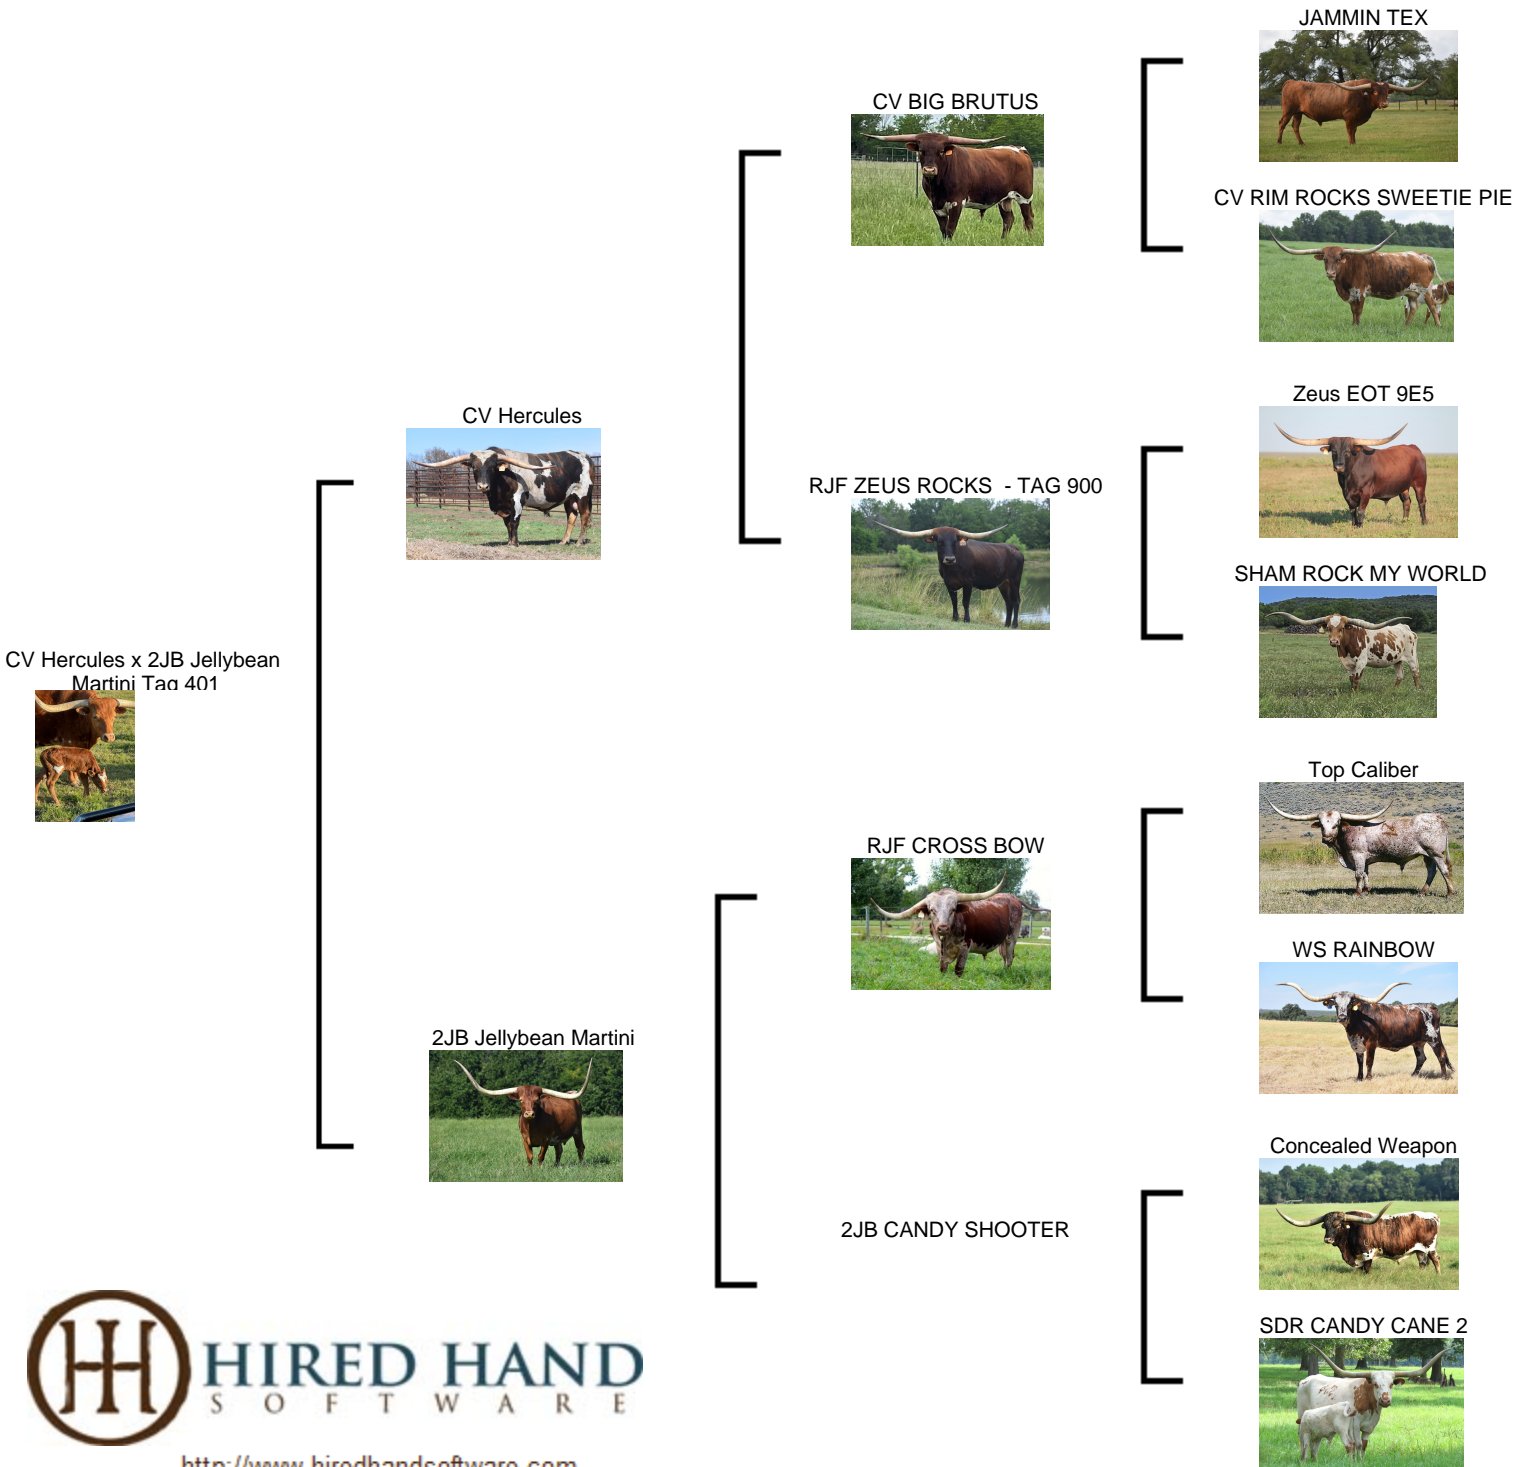 JAMMIN TEX
CV BIG BRUTUS
CV RIM ROCKS SWEETIE PIE
Zeus EOT 9E5
CV Hercules
RJF ZEUS ROCKS - TAG 900
SHAM ROCK MY WORLD
CV Hercules x 2JB Jellybean
Martini Tag 401
Top Caliber
RJF CROSS BOW
WS RAINBOW
2JB Jellybean Martini
Concealed Weapon
2JB CANDY SHOOTER
SDR CANDY CANE 2
HIRED HAND
SOFTWARE
http://www.hiredhandsoftware.com